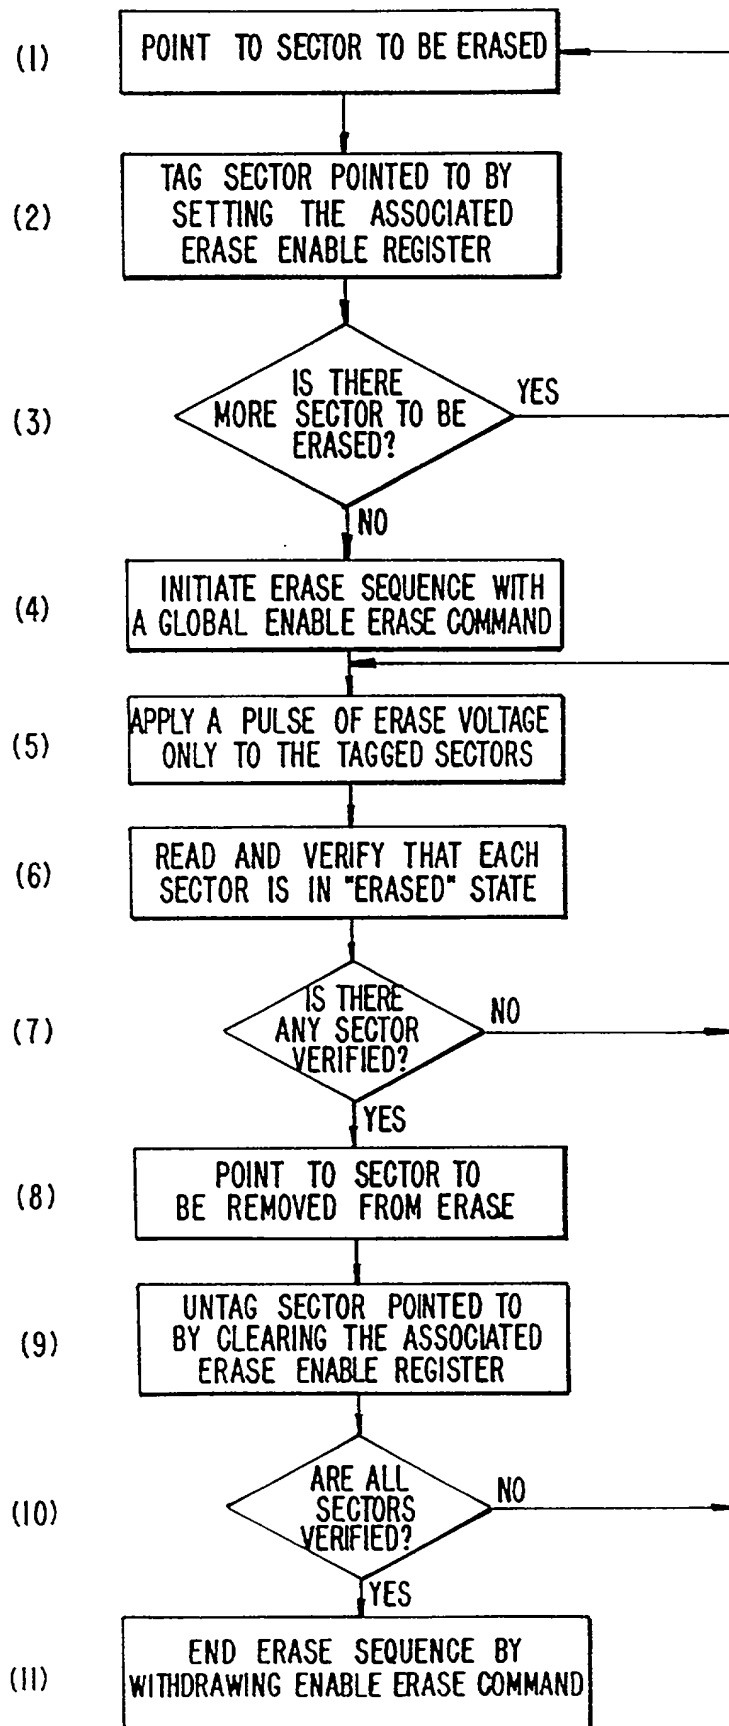 (1)
POINT TO SECTOR TO BE ERASED
(2)
TAG SECTOR POINTED TO BY
SETTING THE ASSOCIATED
ERASE ENABLE REGISTER
(3)
IS THERE
MORE SECTOR TO BE
ERASED?
YES
NO
(4)
INITIATE ERASE SEQUENCE WITH
A GLOBAL ENABLE ERASE COMMAND
(5)
APPLY A PULSE OF ERASE VOLTAGE
ONLY TO THE TAGGED SECTORS
(6)
READ AND VERIFY THAT EACH
SECTOR IS IN "ERASED" STATE
(7)
IS THERE
ANY SECTOR
VERIFIED?
NO
YES
(8)
POINT TO SECTOR TO
BE REMOVED FROM ERASE
(9)
UNTAG SECTOR POINTED TO
BY CLEARING THE ASSOCIATED
ERASE ENABLE REGISTER
(10)
ARE ALL
SECTORS
VERIFIED?
NO
YES
(11)
END ERASE SEQUENCE BY
WITHDRAWING ENABLE ERASE COMMAND